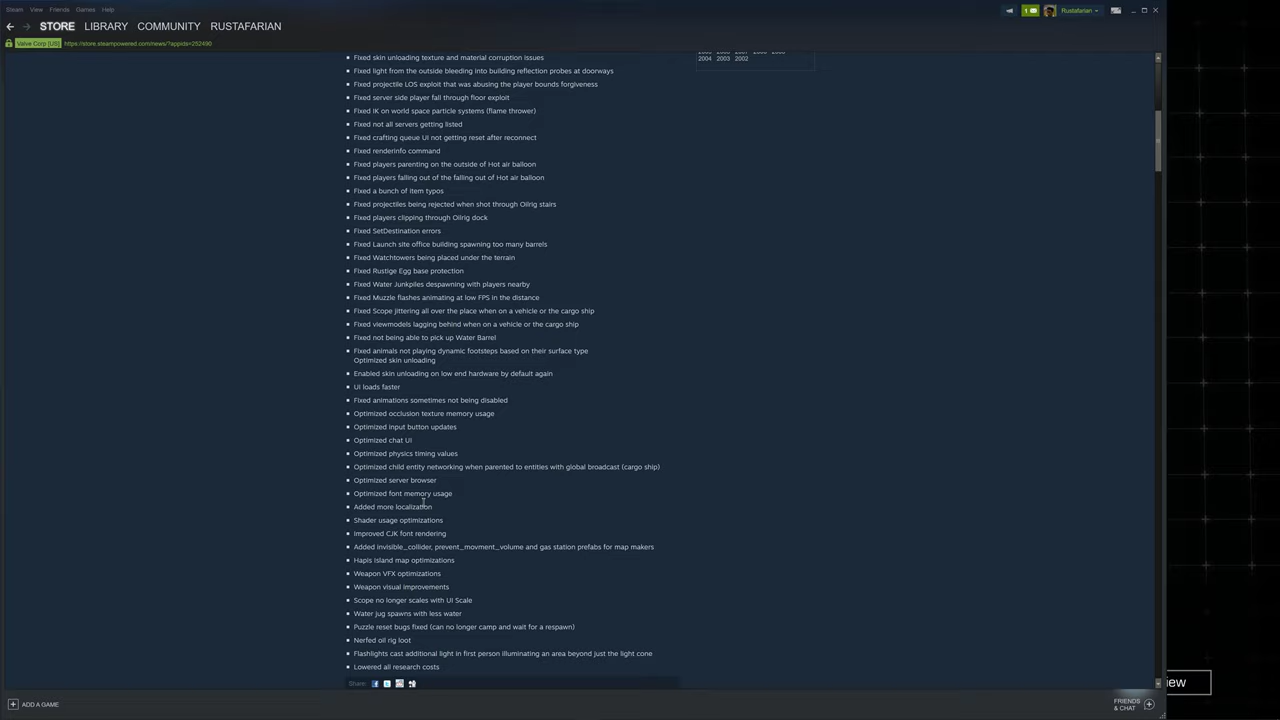 Steam View Friends Games Help
1
Rustafarian
STORE LIBRARY COMMUNITY RUSTAFARIAN
Valve Corp [US] https://store.steampowered.com/news/?appids=252490
2004 2003 2002
Fixed skin unloading texture and material corruption issues
Fixed light from the outside bleeding into building reflection probes at doorways
Fixed projectile LOS exploit that was abusing the player bounds forgiveness
Fixed server side player fall through floor exploit
Fixed IK on world space particle systems (flame thrower)
Fixed not all servers getting listed
Fixed crafting queue UI not getting reset after reconnect
Fixed renderinfo command
Fixed players parenting on the outside of Hot air balloon
Fixed players falling out of the falling out of Hot air balloon
Fixed a bunch of item typos
Fixed projectiles being rejected when shot through Oilrig stairs
Fixed players clipping through Oilrig dock
Fixed SetDestination errors
Fixed Launch site office building spawning too many barrels
Fixed Watchtowers being placed under the terrain
Fixed Rustige Egg base protection
Fixed Water Junkpiles despawning with players nearby
Fixed Muzzle flashes animating at low FPS in the distance
Fixed Scope jittering all over the place when on a vehicle or the cargo ship
Fixed viewmodels lagging behind when on a vehicle or the cargo ship
Fixed not being able to pick up Water Barrel
Fixed animals not playing dynamic footsteps based on their surface type
Optimized skin unloading
Enabled skin unloading on low end hardware by default again
UI loads faster
Fixed animations sometimes not being disabled
Optimized occlusion texture memory usage
Optimized input button updates
Optimized chat UI
Optimized physics timing values
Optimized child entity networking when parented to entities with global broadcast (cargo ship)
Optimized server browser
Optimized font memory usage
Added more localization
Shader usage optimizations
Improved CJK font rendering
Added invisible_collider, prevent_movment_volume and gas station prefabs for map makers
Hapis island map optimizations
Weapon VFX optimizations
Weapon visual improvements
Scope no longer scales with UI Scale
Water jug spawns with less water
Puzzle reset bugs fixed (can no longer camp and wait for a respawn)
Nerfed oil rig loot
Flashlights cast additional light in first person illuminating an area beyond just the light cone
Lowered all research costs
Share:
iew
ADD A GAME
FRIENDS
& CHAT